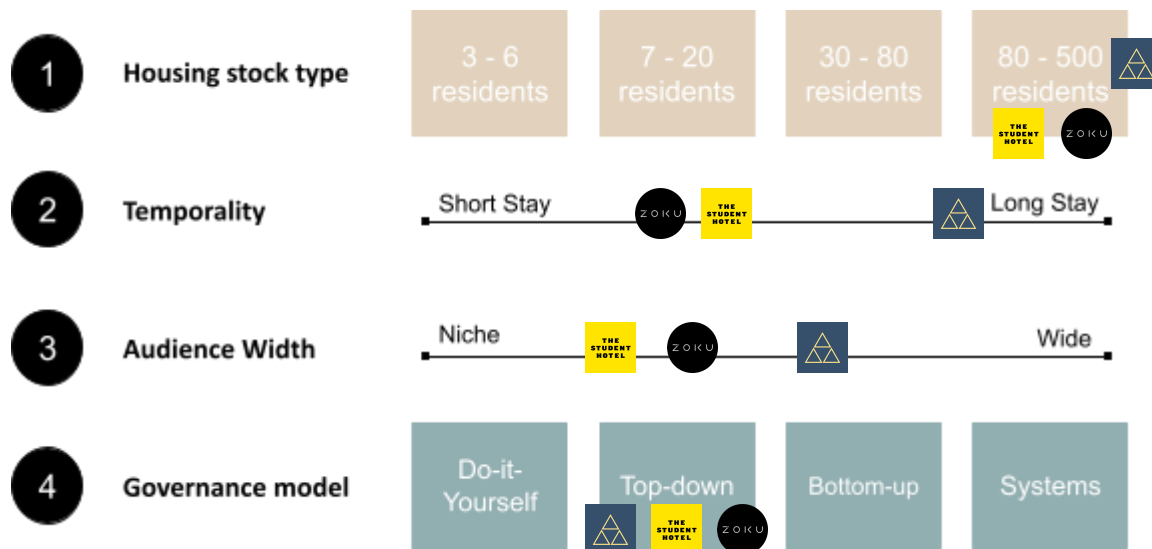 1
Housing stock type
3 - 6
residents
7 - 20
residents
30 - 80
residents
80 - 500
residents
THE
STUDENT
HOTEL
ZOKU
2
Temporality
Short Stay
ZOKU
THE
STUDENT
HOTEL
Long Stay
3
Audience Width
Niche
THE
STUDENT
HOTEL
ZOKU
Wide
4
Governance model
Do-it-
Yourself
Top-down
Bottom-up
Systems
THE
STUDENT
HOTEL
ZOKU